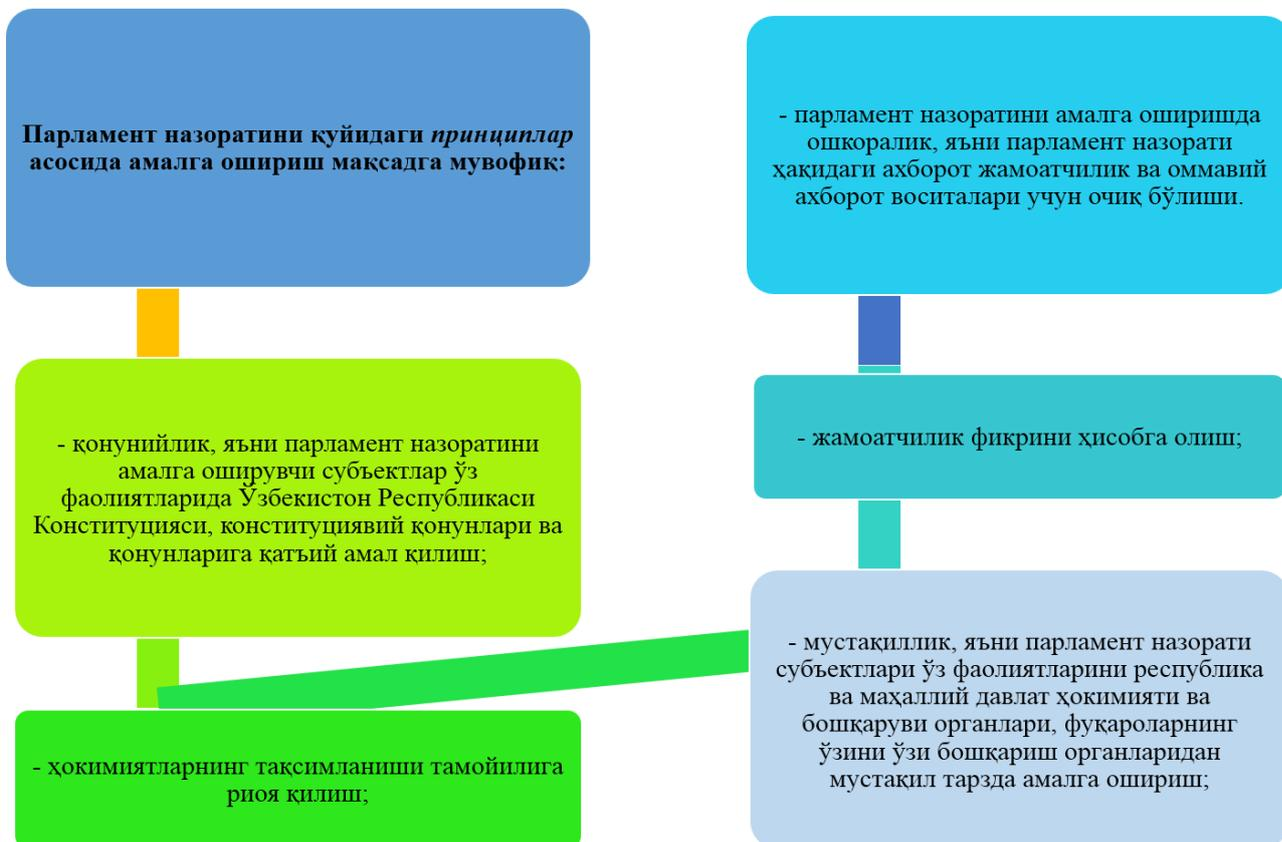 Парламент назоратини қуйидаги принциплар
асосида амалга ошириш мақсадга мувофиқ:
- қонунийлик, яъни парламент назоратини
амалга оширувчи субъектлар ўз
фаолиятларида Ўзбекистон Республикаси
Конституцияси, конституциявий қонунлари ва
қонунларига қатъий амал қилиш;
- ҳокимиятларнинг тақсимланиши тамойилига
риоя қилиш;
- мустақиллик, яъни парламент назорати
субъектлари ўз фаолиятларини республика
ва маҳаллий давлат ҳокимияти ва
бошқаруви органлари, фуқароларнинг
ўзини ўзи бошқариш органларидан
мустақил тарзда амалга ошириш;
- жамоатчилик фикрини ҳисобга олиш;
- парламент назоратини амалга оширишда
ошкоралик, яъни парламент назорати
ҳақидаги ахборот жамоатчилик ва оммавий
ахборот воситалари учун очиқ бўлиши.